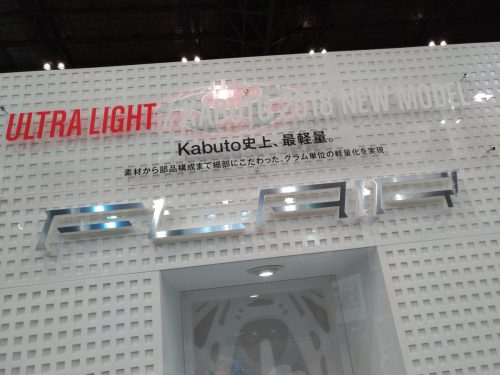 ULTRA LIGHT KABUTO 2018 NEW MODEL
Kabuto史上、最軽量。
素材から部品構成まで細部にこだわった、グラム単位の軽量化を実現
FLAIR